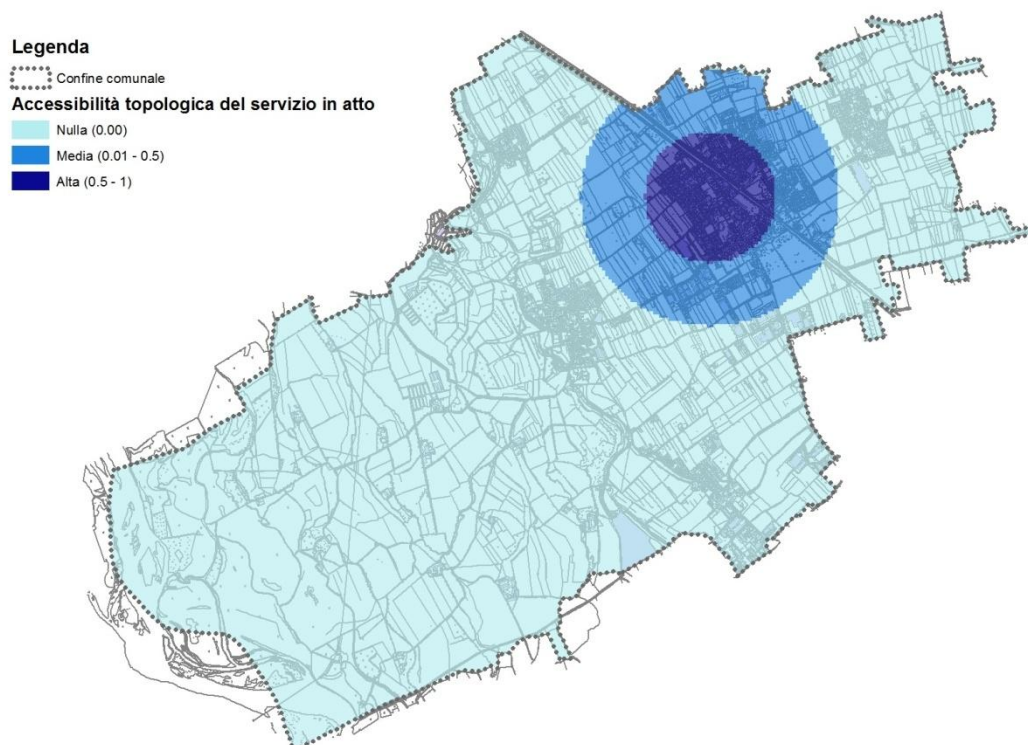 Legenda
Confine comunale
Accessibilità topologica del servizio in atto
Nulla (0.00)
Media (0.01 - 0.5)
Alta (0.5 - 1)